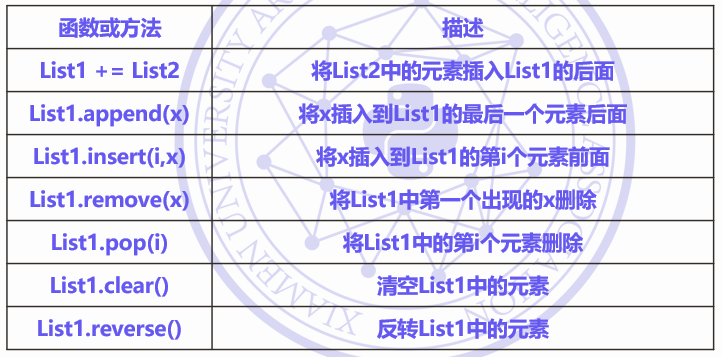 函数或方法 描述
List1 += List2 将List2中的元素插入List1的后面
List1.append(x) 将x插入到List1的最后一个元素后面
List1.insert(i,x) 将x插入到List1的第i个元素前面
List1.remove(x) 将List1中第一个出现的x删除
List1.pop(i) 将List1中的第i个元素删除
List1.clear() 清空List1中的元素
List1.reverse() 反转List1中的元素
XIAMEN UNIVERSITY
ASSOCIATION